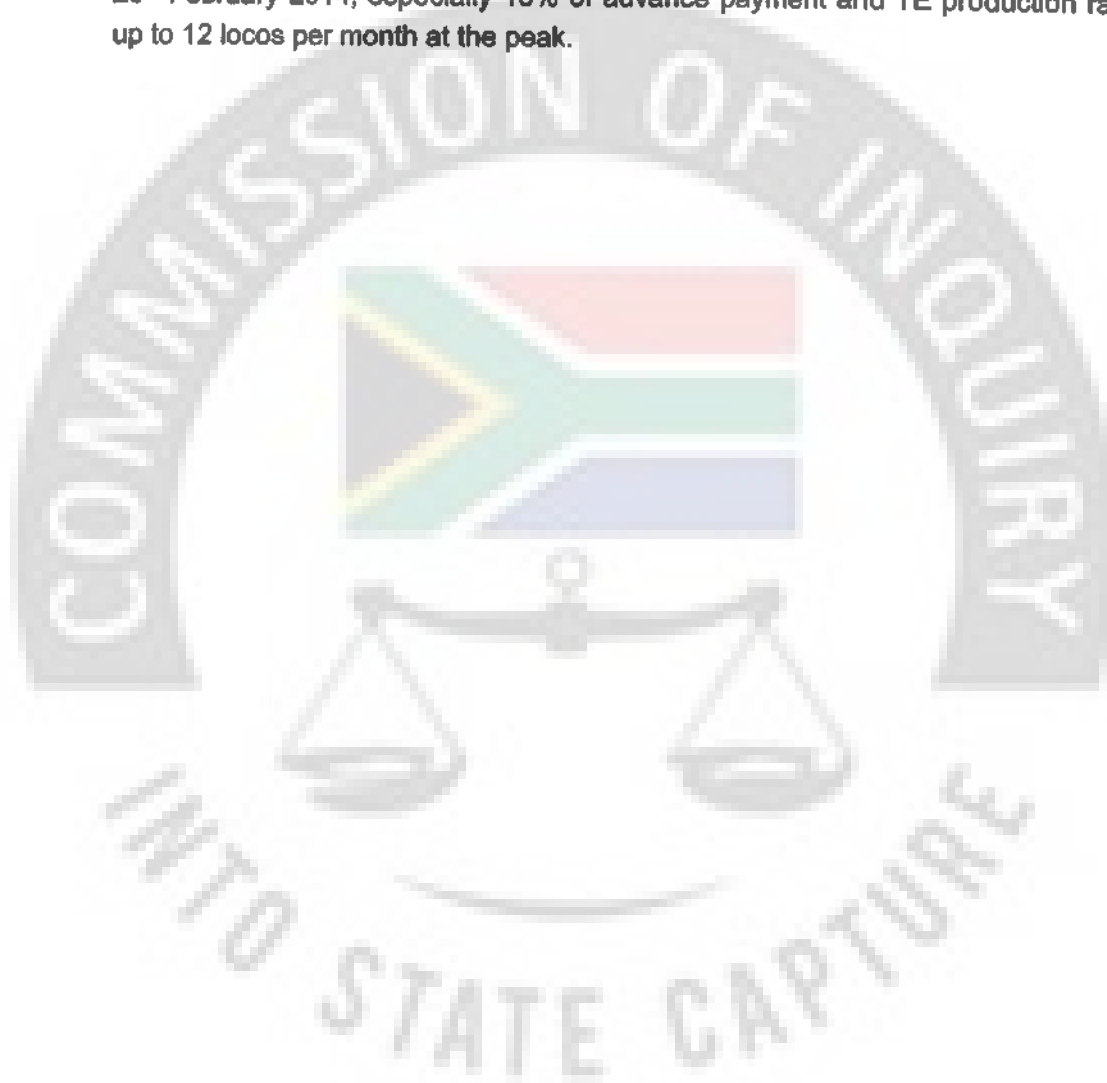 February 2014, especially of advance payment and TE production
up to 12 locos per month at the peak.
COMMISSION OF INQUIRY
INTO STATE CAPTURE